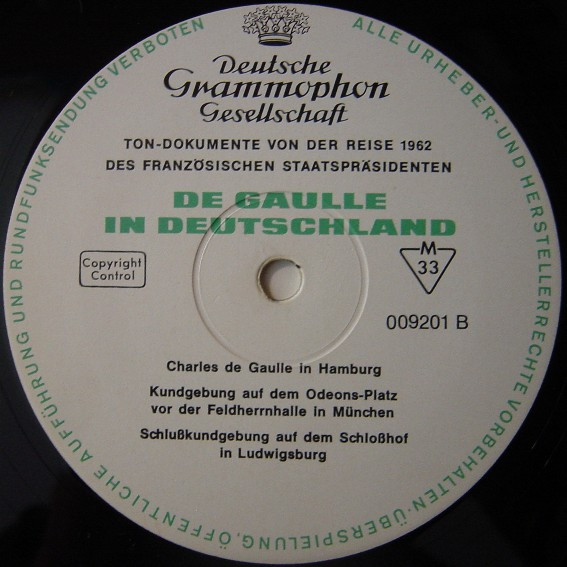 Deutsche
Grammophon
Gesellschaft
TON-DOKUMENTE VON DER REISE 1962
DES FRANZÖSISCHEN STAATSPRÄSIDENTEN
DE GAULLE
IN DEUTSCHLAND
Copyright
Control
M
33
009201 B
Charles de Gaulle in Hamburg
Kundgebung auf dem Odeons-Platz
vor der Feldherrnhalle in München
Schlußkundgebung auf dem Schloßhof
in Ludwigsburg
ALLE URHEBER- UND HERSTELLERRECHTE VORBEHALTEN · ÜBERSPIELUNG, ÖFFENTLICHE AUFFÜHRUNG UND RUNDFUNKSENDUNG VERBOTEN